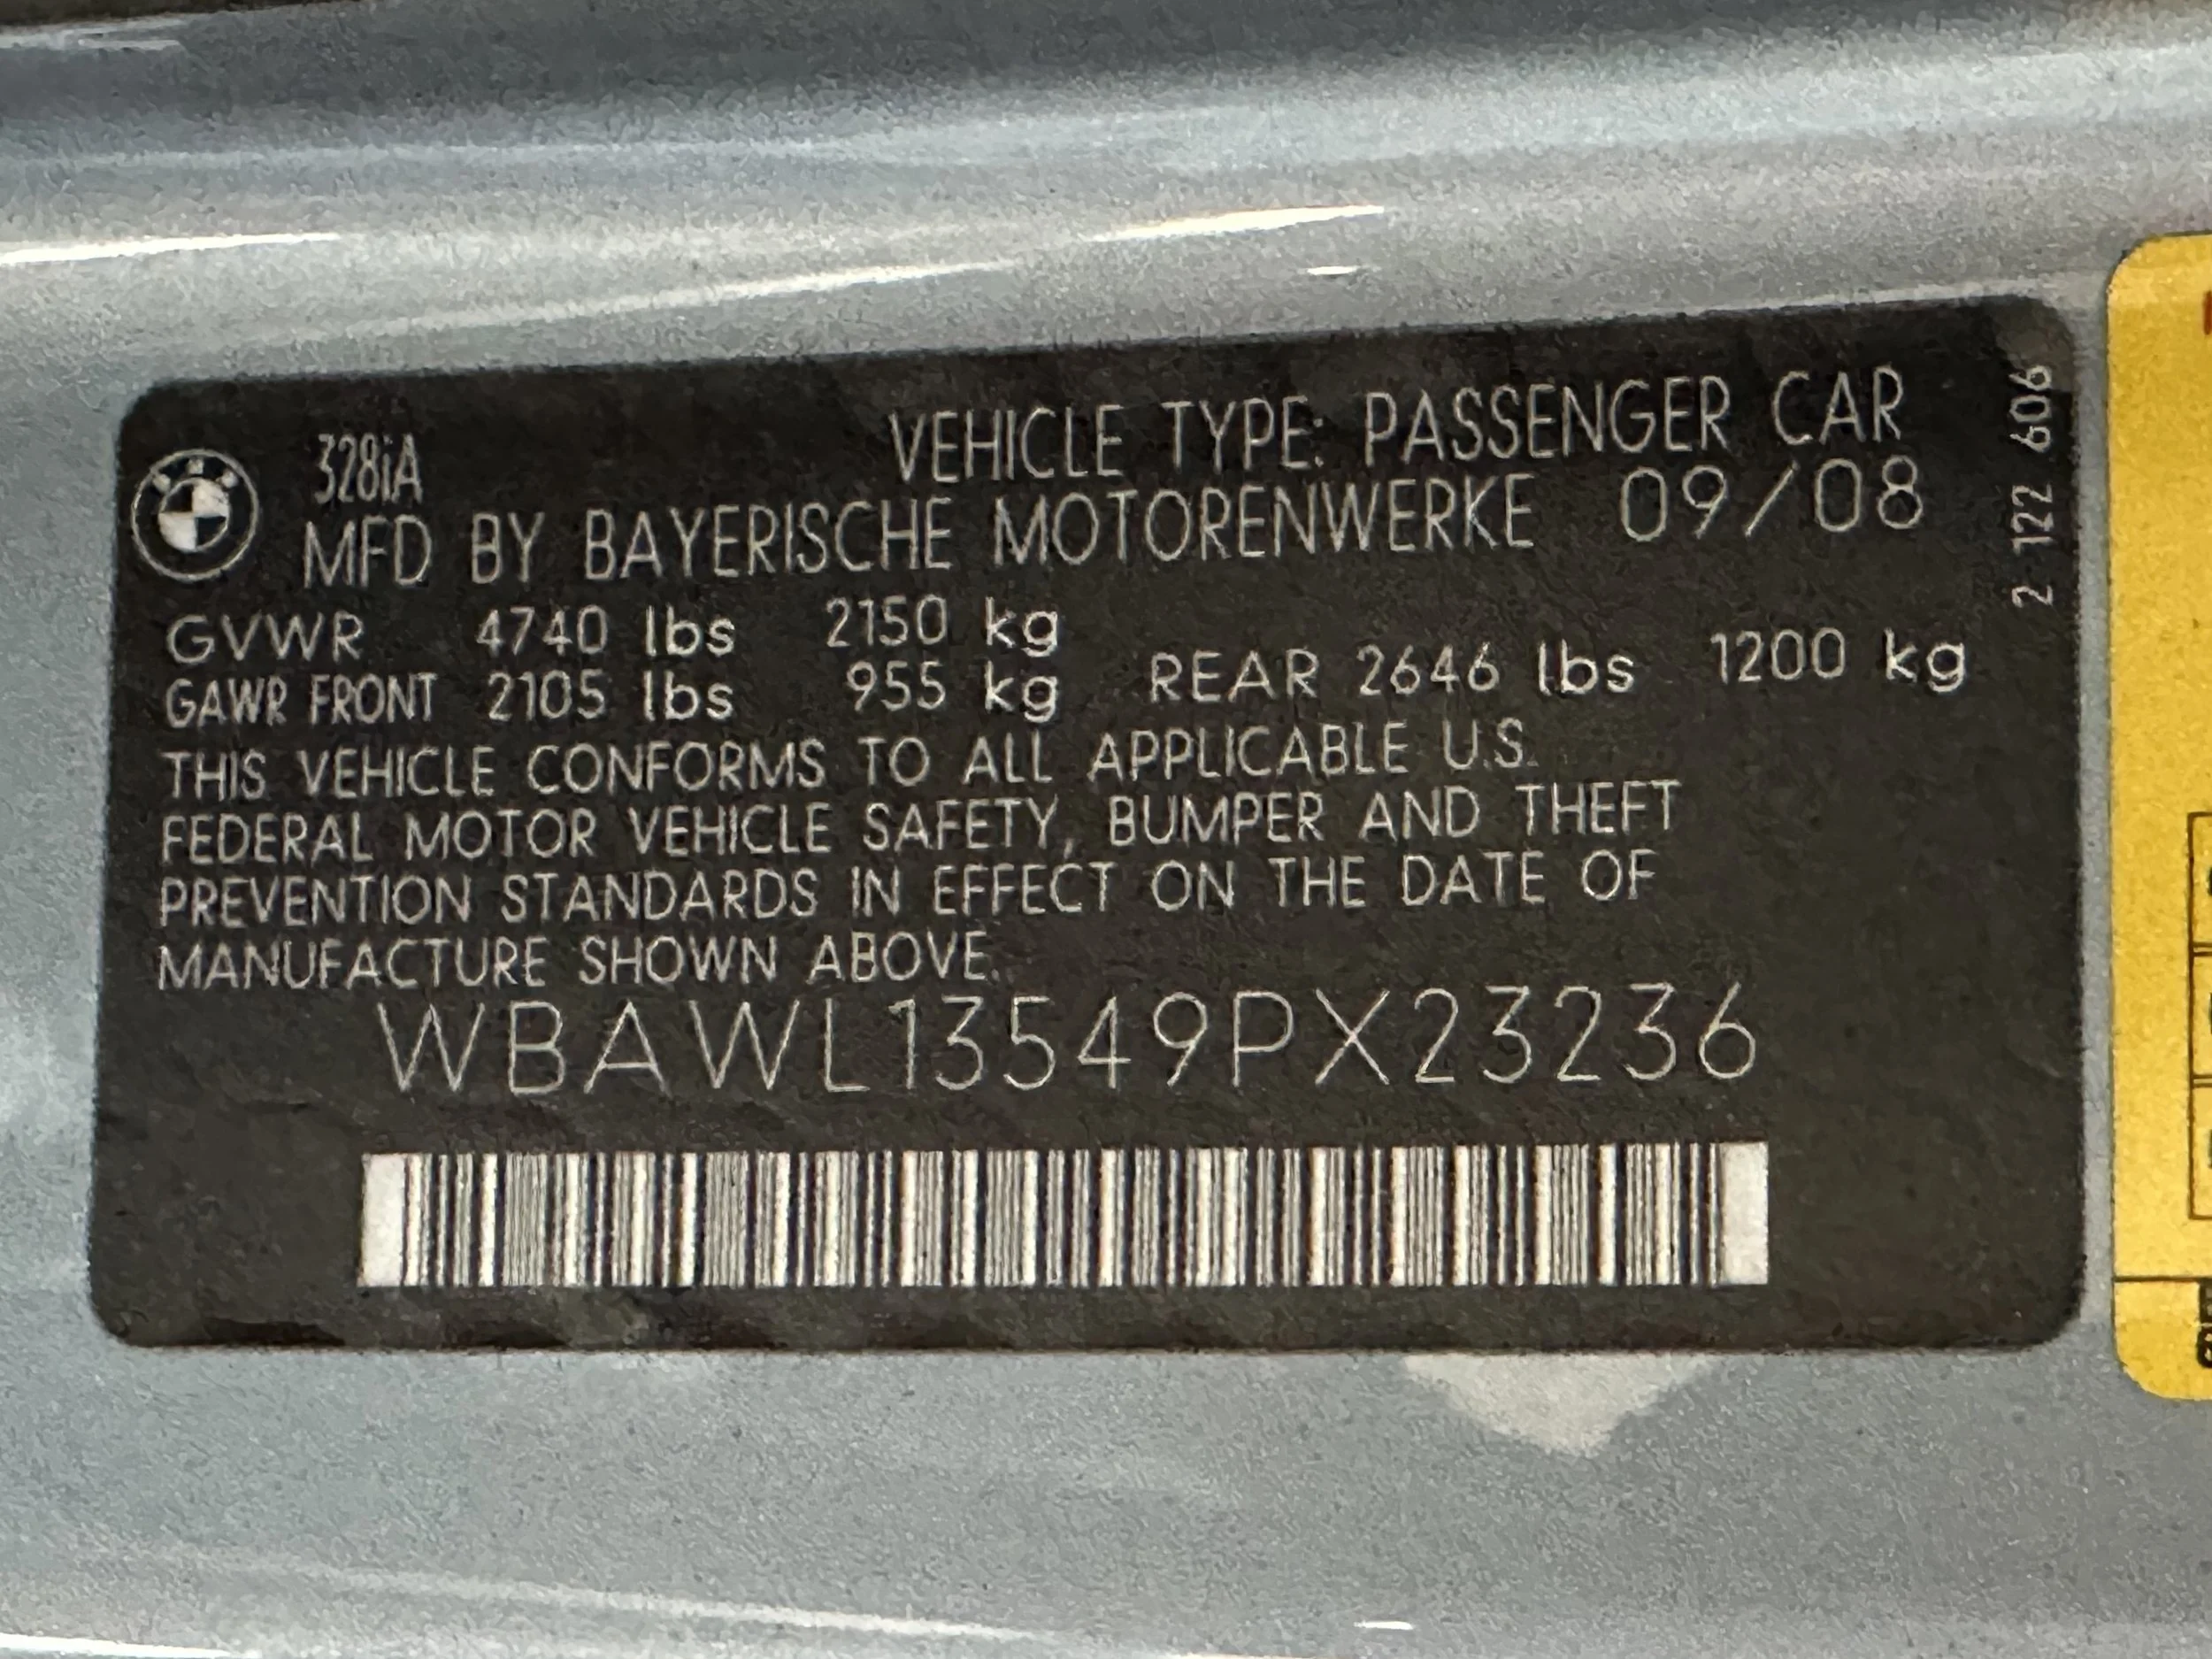 328iA VEHICLE TYPE: PASSENGER CAR
MFD BY BAYERISCHE MOTORENWERKE 09/08
GVWR 4740 lbs 2150 kg
GAWR FRONT 2105 lbs 955 kg REAR 2646 lbs 1200 kg
THIS VEHICLE CONFORMS TO ALL APPLICABLE U.S.
FEDERAL MOTOR VEHICLE SAFETY, BUMPER AND THEFT
PREVENTION STANDARDS IN EFFECT ON THE DATE OF
MANUFACTURE SHOWN ABOVE.
WBAWL13549PX23236
2 122 606